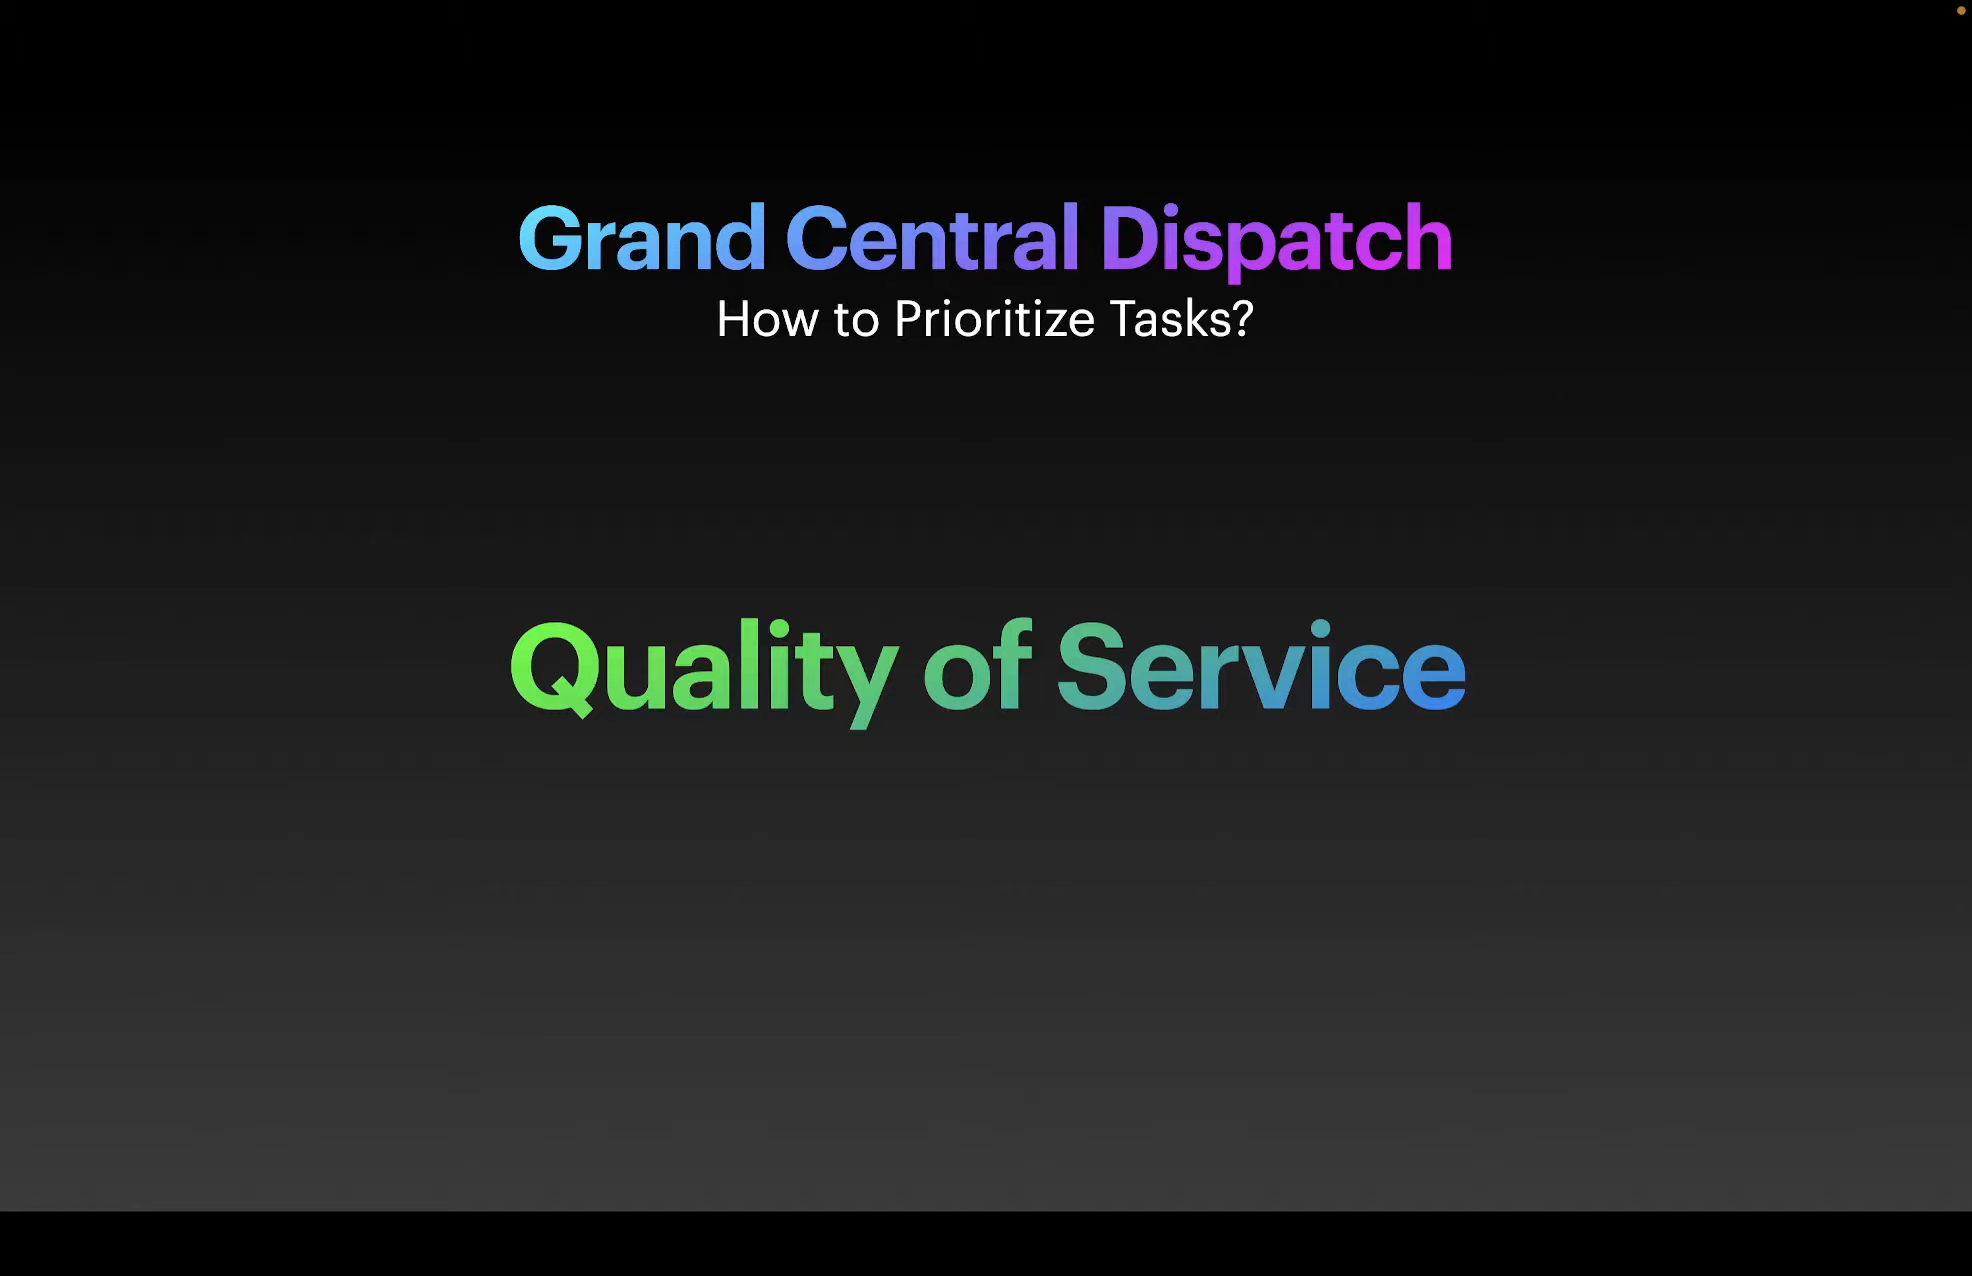 Grand Central Dispatch
How to Prioritize Tasks?
Quality of Service